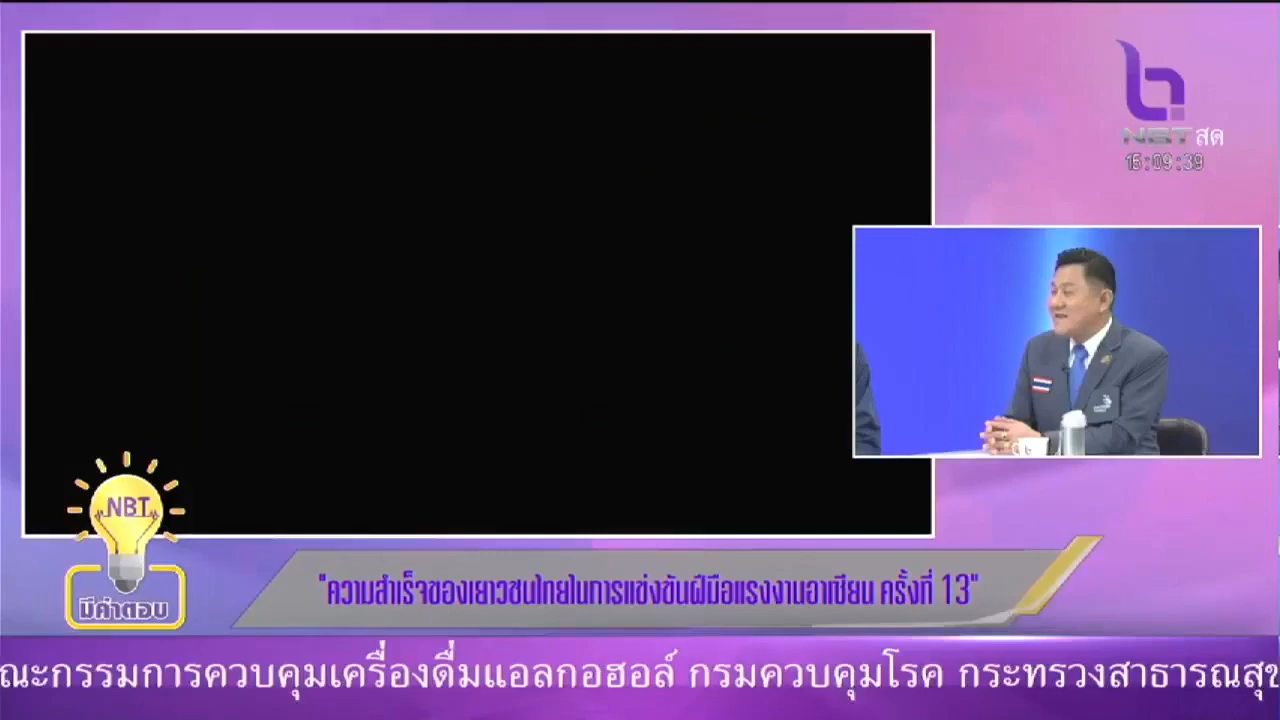 NBT สด
15:09:39
NBT
มีคำตอบ
"ความสำเร็จของเยาวชนไทยในการแข่งขันฝีมือแรงงานอาเซียน ครั้งที่ 13"
ณะกรรมการควบคุมเครื่องดื่มแอลกอฮอล์ กรมควบคุมโรค กระทรวงสาธารณสุข